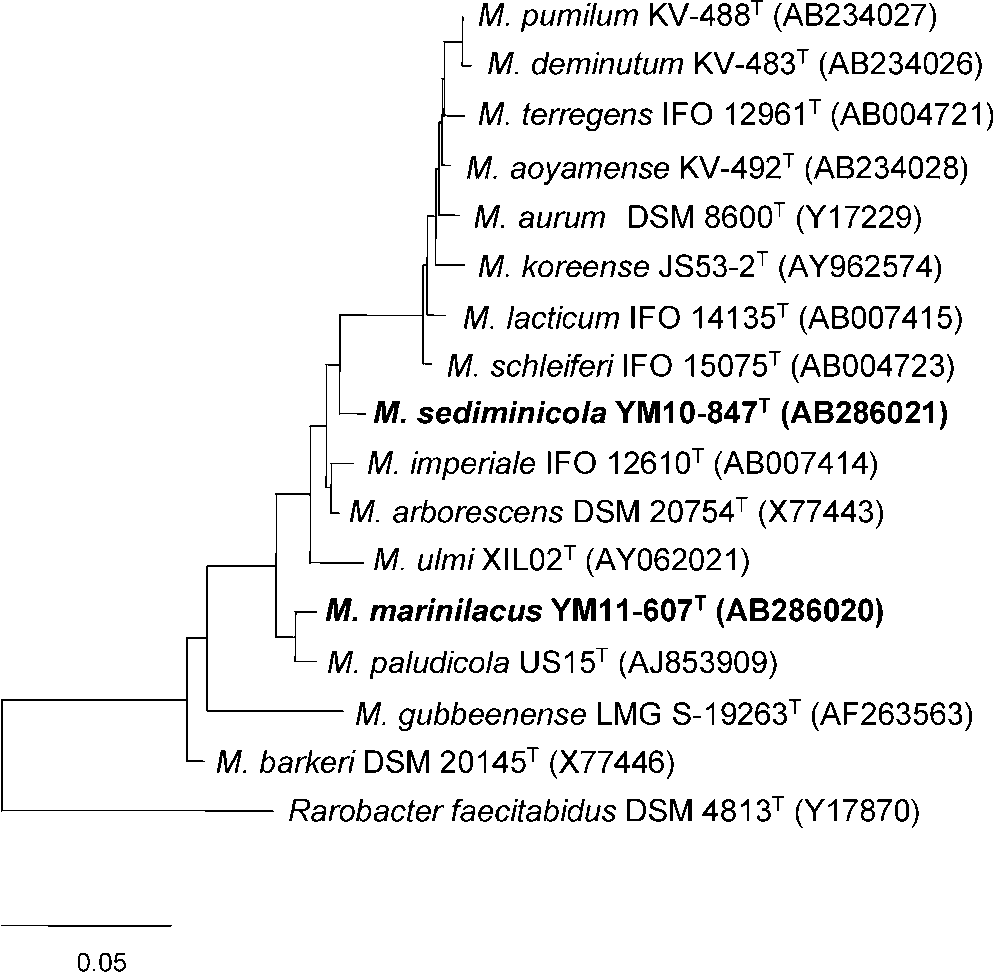 M. pumilum KV-488ᵀ (AB234027)
M. deminutum KV-483ᵀ (AB234026)
M. terregens IFO 12961ᵀ (AB004721)
M. aoyamense KV-492ᵀ (AB234028)
M. aurum DSM 8600ᵀ (Y17229)
M. koreense JS53-2ᵀ (AY962574)
M. lacticum IFO 14135ᵀ (AB007415)
M. schleiferi IFO 15075ᵀ (AB004723)
M. sediminicola YM10-847ᵀ (AB286021)
M. imperiale IFO 12610ᵀ (AB007414)
M. arborescens DSM 20754ᵀ (X77443)
M. ulmi XIL02ᵀ (AY062021)
M. marinilacus YM11-607ᵀ (AB286020)
M. paludicola US15ᵀ (AJ853909)
M. gubbeenense LMG S-19263ᵀ (AF263563)
M. barkeri DSM 20145ᵀ (X77446)
Rarobacter faecitabidus DSM 4813ᵀ (Y17870)
0.05